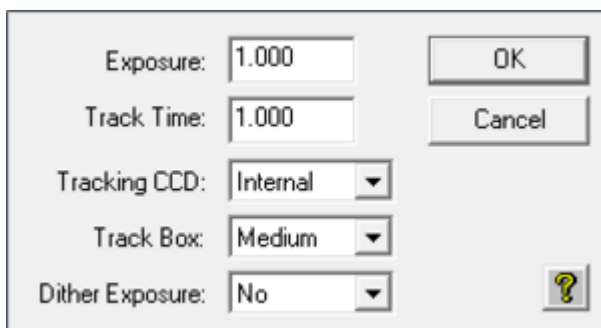 Exposure: 1.000 OK
Track Time: 1.000 Cancel
Tracking CCD: Internal
Track Box: Medium
Dither Exposure: No ?